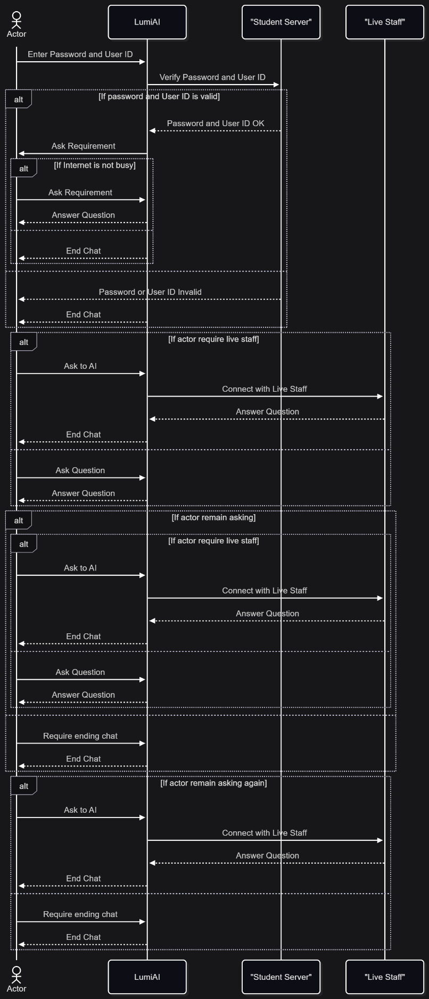 Actor
LumiAI
"Student Server"
"Live Staff"
Enter Password and User ID
Verify Password and User ID
alt
[If password and User ID is valid]
Password and User ID OK
Ask Requirement
alt
[If Internet is not busy]
Ask Requirement
Answer Question
End Chat
Password or User ID Invalid
End Chat
alt
[If actor require live staff]
Ask to AI
Connect with Live Staff
Answer Question
End Chat
Ask Question
Answer Question
alt
[If actor remain asking]
alt
[If actor require live staff]
Ask to AI
Connect with Live Staff
Answer Question
End Chat
Ask Question
Answer Question
Require ending chat
End Chat
alt
[If actor remain asking again]
Ask to AI
Connect with Live Staff
Answer Question
End Chat
Require ending chat
End Chat
Actor
LumiAI
"Student Server"
"Live Staff"